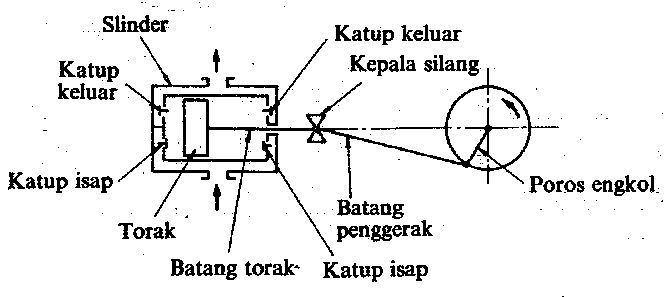 Slinder
Katup keluar
Kepala silang
Katup
keluar
Katup isap
Poros engkol
Batang
penggerak
Torak
Batang torak
Katup isap